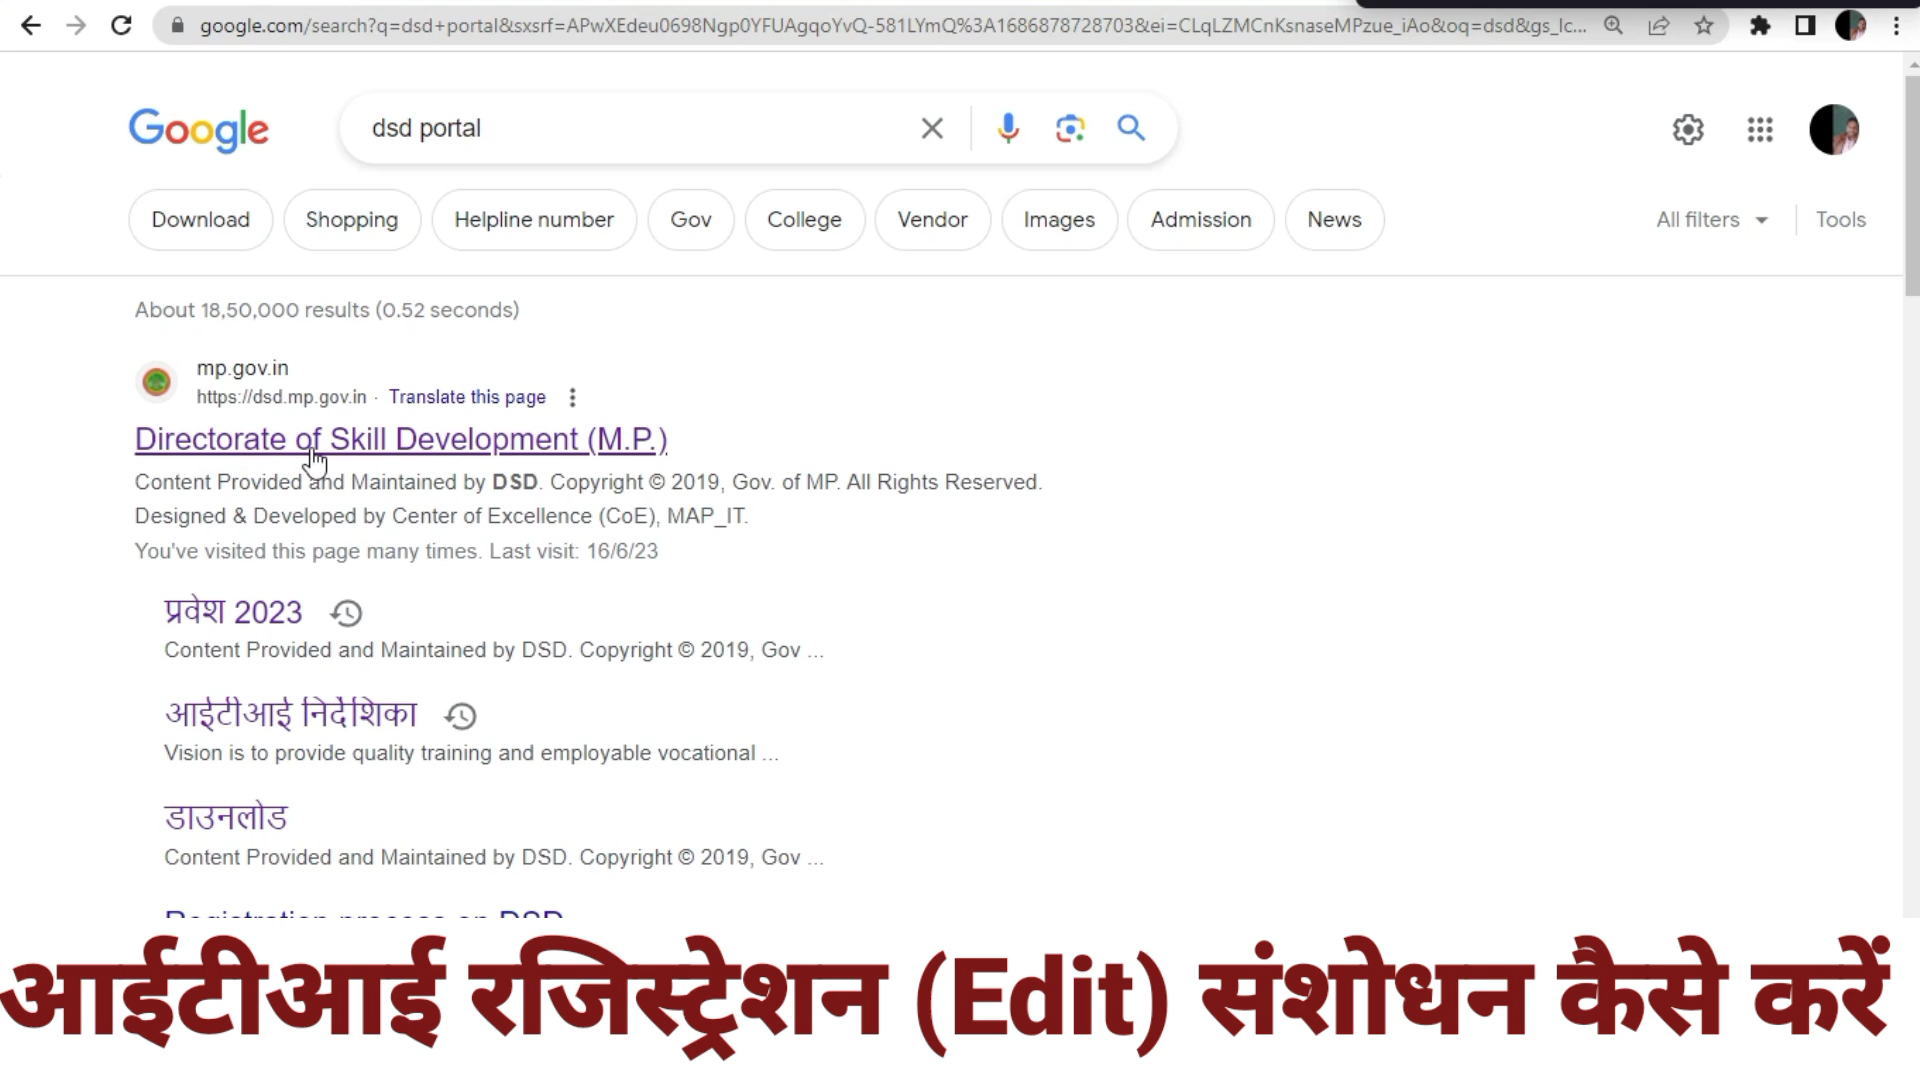 google.com/search?q=dsd+portal&sxsrf=APwXEdeu0698Ngp0YFUAgqoYvQ-581LYmQ%3A1686878728703&ei=CLqLZMCnKsnaseMPzue_iAo&oq=dsd&gs_lc...
Google
dsd portal
Download Shopping Helpline number Gov College Vendor Images Admission News All filters Tools
About 18,50,000 results (0.52 seconds)
mp.gov.in
https://dsd.mp.gov.in · Translate this page
Directorate of Skill Development (M.P.)
Content Provided and Maintained by DSD. Copyright © 2019, Gov. of MP. All Rights Reserved.
Designed & Developed by Center of Excellence (CoE), MAP_IT.
You've visited this page many times. Last visit: 16/6/23
प्रवेश 2023
Content Provided and Maintained by DSD. Copyright © 2019, Gov ...
आईटीआई निर्देशिका
Vision is to provide quality training and employable vocational ...
डाउनलोड
Content Provided and Maintained by DSD. Copyright © 2019, Gov ...
Registration process on DSD
आईटीआई रजिस्ट्रेशन (Edit) संशोधन कैसे करें